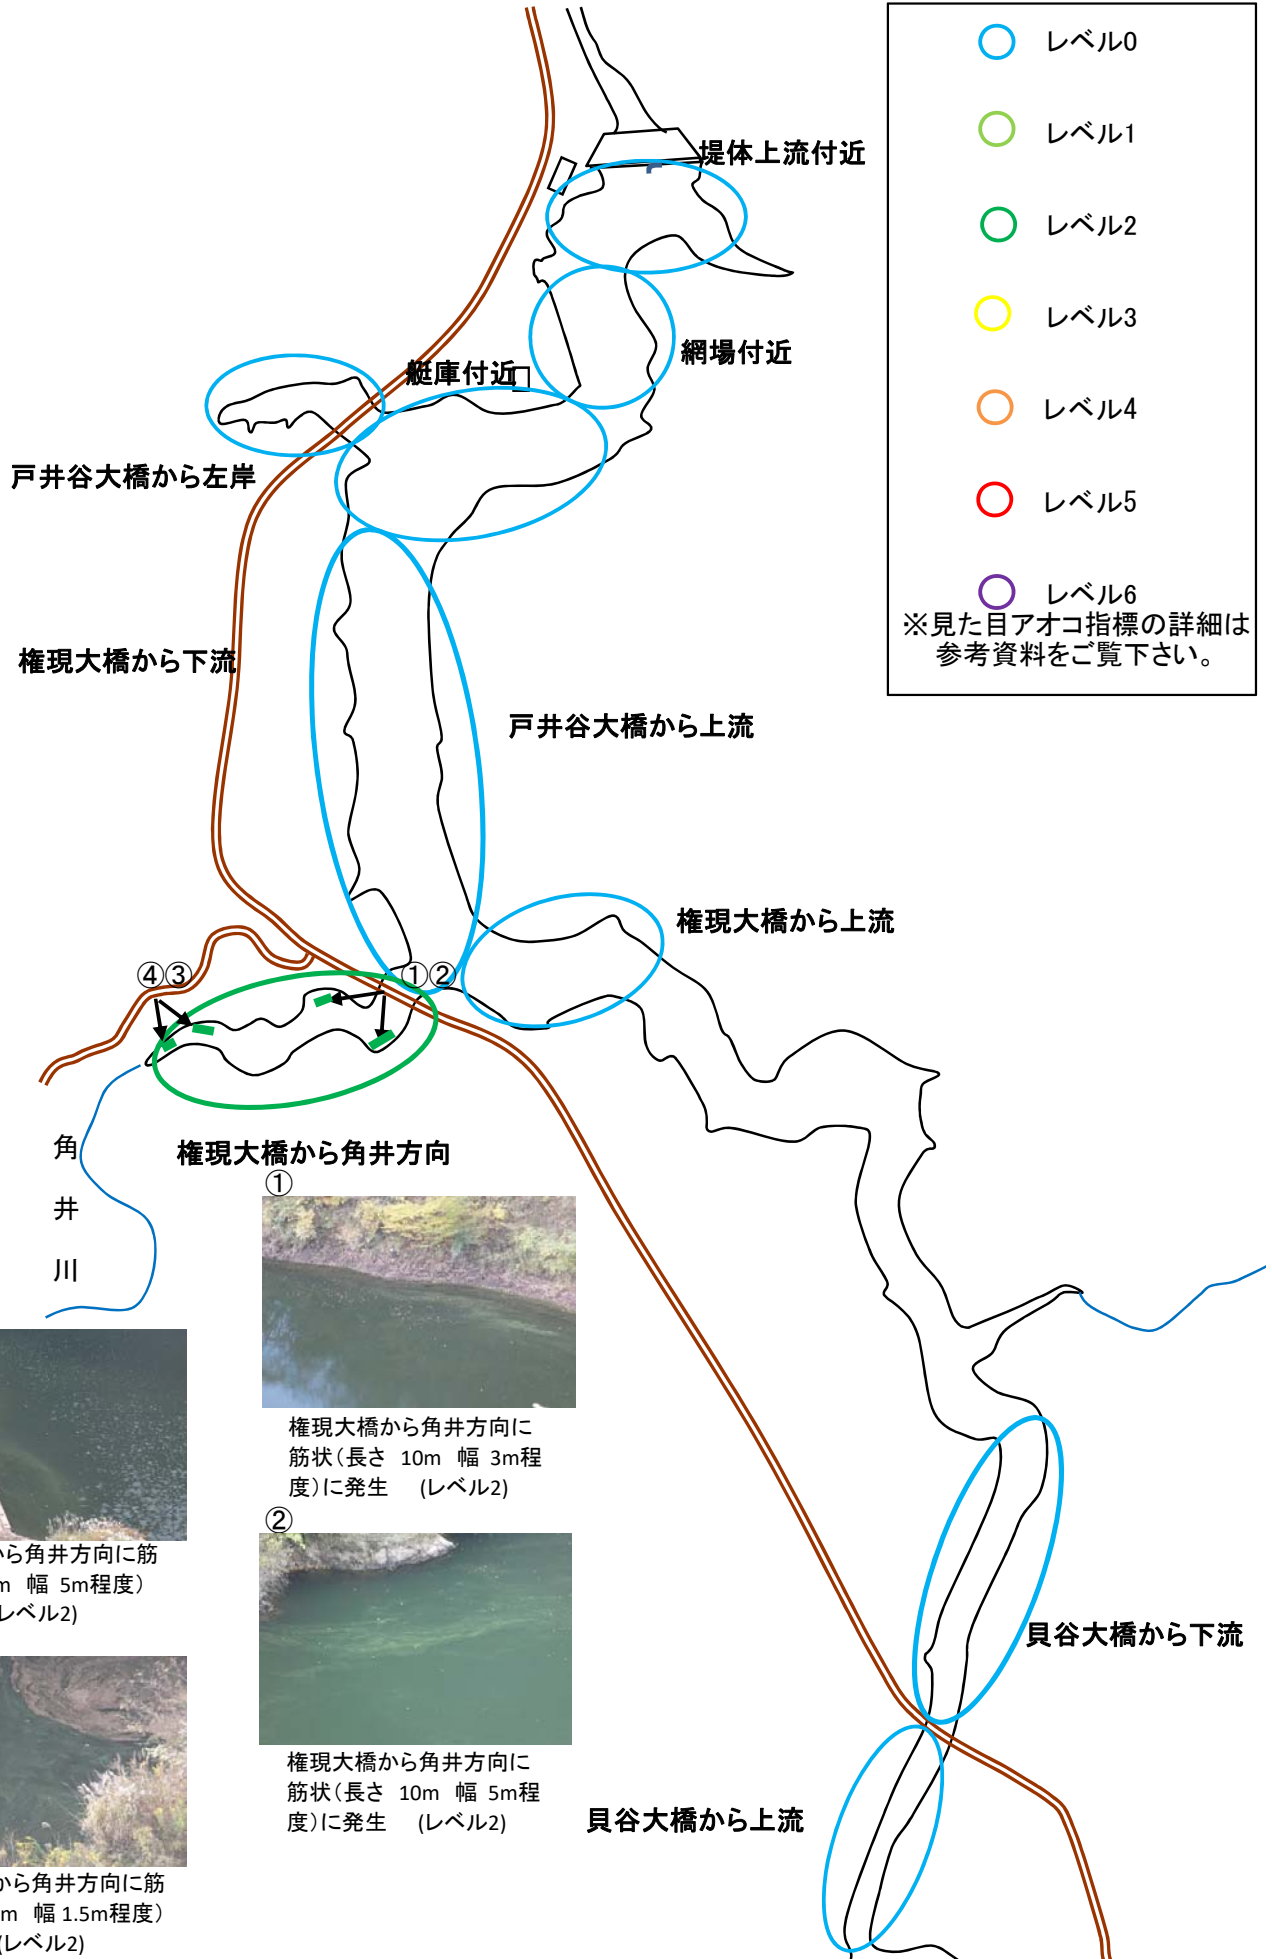 レベル0
レベル1
レベル2
レベル3
レベル4
レベル5
レベル6
※見た目アオコ指標の詳細は
参考資料をご覧下さい。
堤体上流付近
網場付近
艇庫付近
戸井谷大橋から左岸
権現大橋から下流
戸井谷大橋から上流
権現大橋から上流
④③
①②
権現大橋から角井方向
角
井
川
①
権現大橋から角井方向に
筋状（長さ 10m 幅 3m程
度）に発生 (レベル2)
②
権現大橋から角井方向に
筋状（長さ 10m 幅 5m程
度）に発生 (レベル2)
から角井方向に筋
m 幅 5m程度）
レベル2)
から角井方向に筋
m 幅 1.5m程度）
(レベル2)
貝谷大橋から下流
貝谷大橋から上流